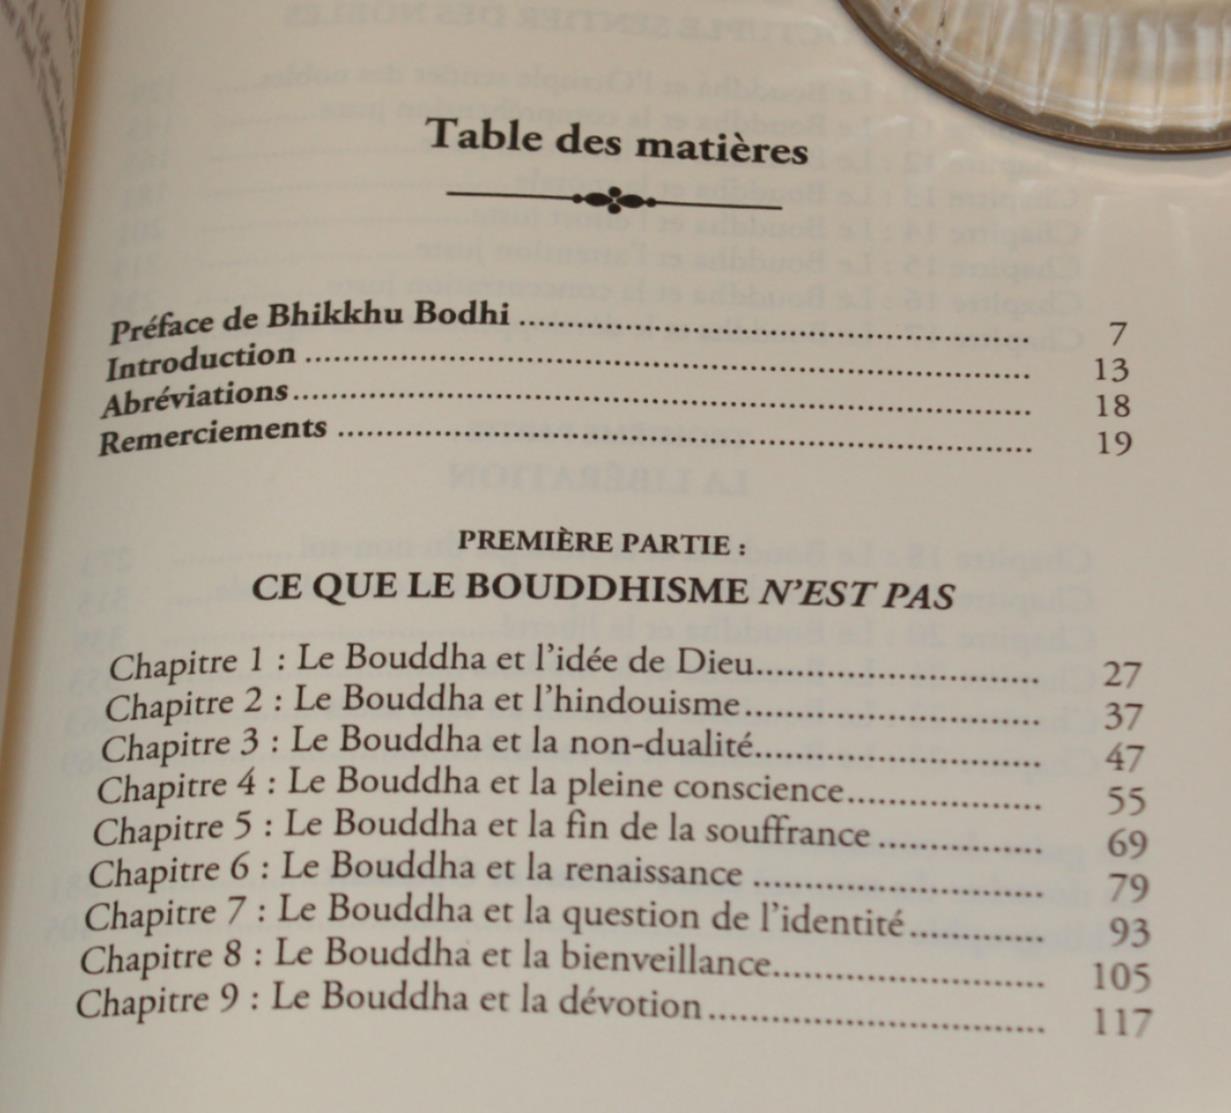 Table des matières
Préface de Bhikkhu Bodhi ........................................................ 7
Introduction ........................................................ 13
Abréviations ........................................................ 18
Remerciements ........................................................ 19
PREMIÈRE PARTIE :
CE QUE LE BOUDDHISME N'EST PAS
Chapitre 1 : Le Bouddha et l'idée de Dieu............................ 27
Chapitre 2 : Le Bouddha et l'hindouisme............................ 37
Chapitre 3 : Le Bouddha et la non-dualité............................ 47
Chapitre 4 : Le Bouddha et la pleine conscience................... 55
Chapitre 5 : Le Bouddha et la fin de la souffrance ................ 69
Chapitre 6 : Le Bouddha et la renaissance ............................ 79
Chapitre 7 : Le Bouddha et la question de l'identité............. 93
Chapitre 8 : Le Bouddha et la bienveillance.......................... 105
Chapitre 9 : Le Bouddha et la dévotion................................ 117